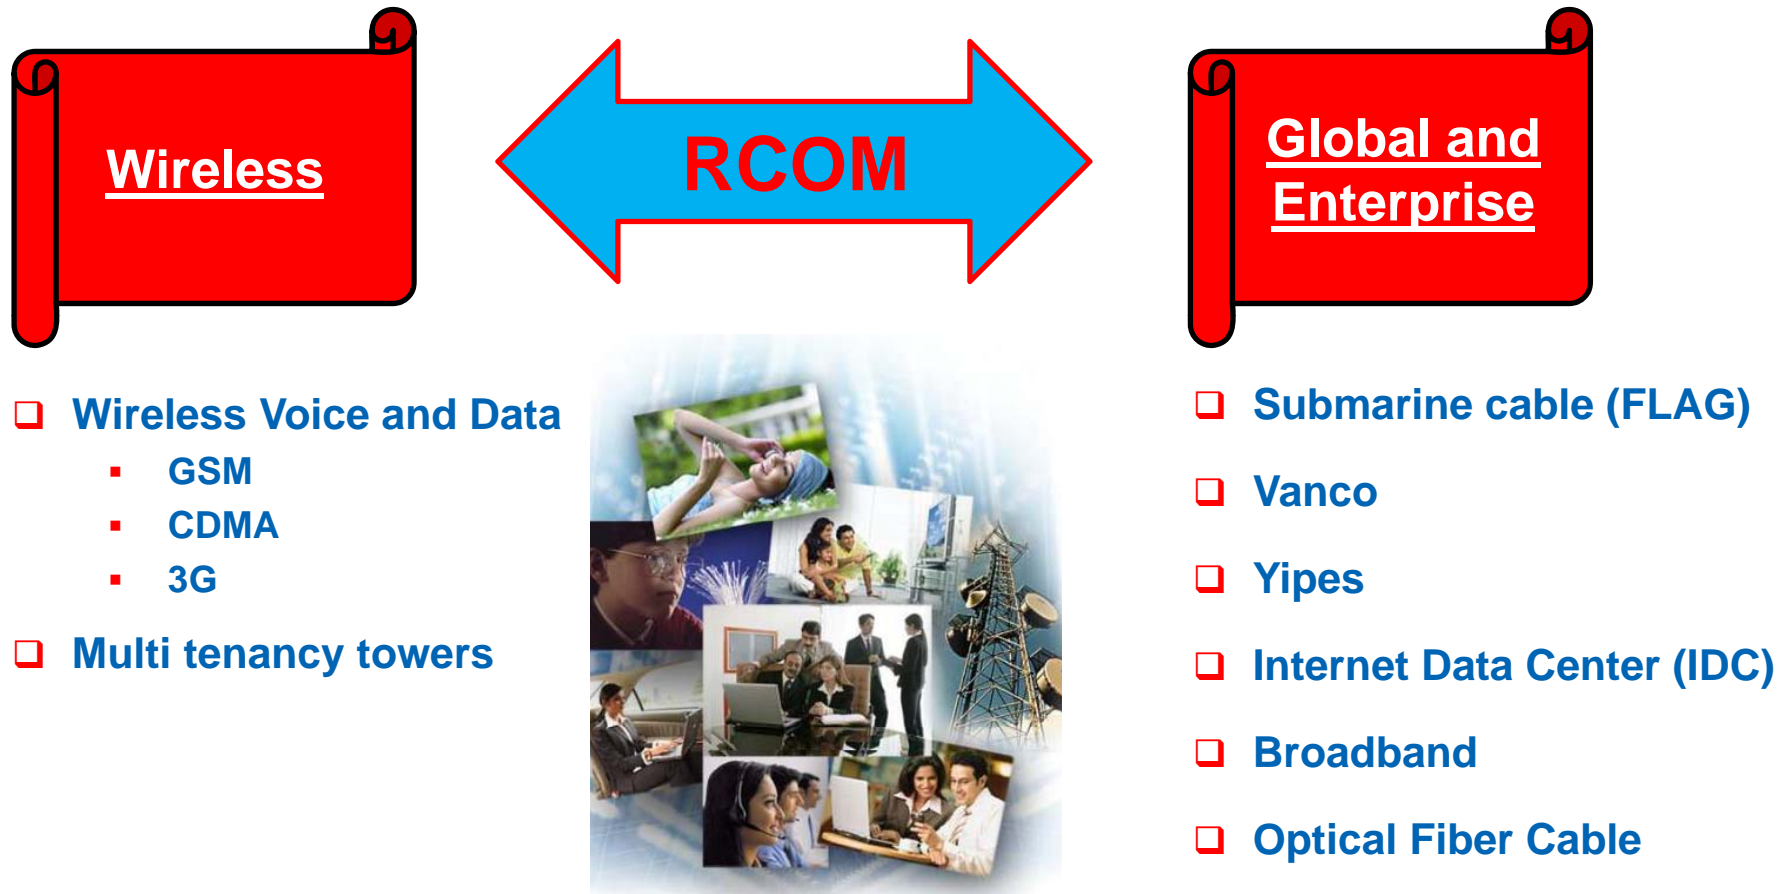 Wireless
RCOM
Global and
Enterprise
Wireless Voice and Data
GSM
CDMA
3G
Multi tenancy towers
Submarine cable (FLAG)
Vanco
Yipes
Internet Data Center (IDC)
Broadband
Optical Fiber Cable